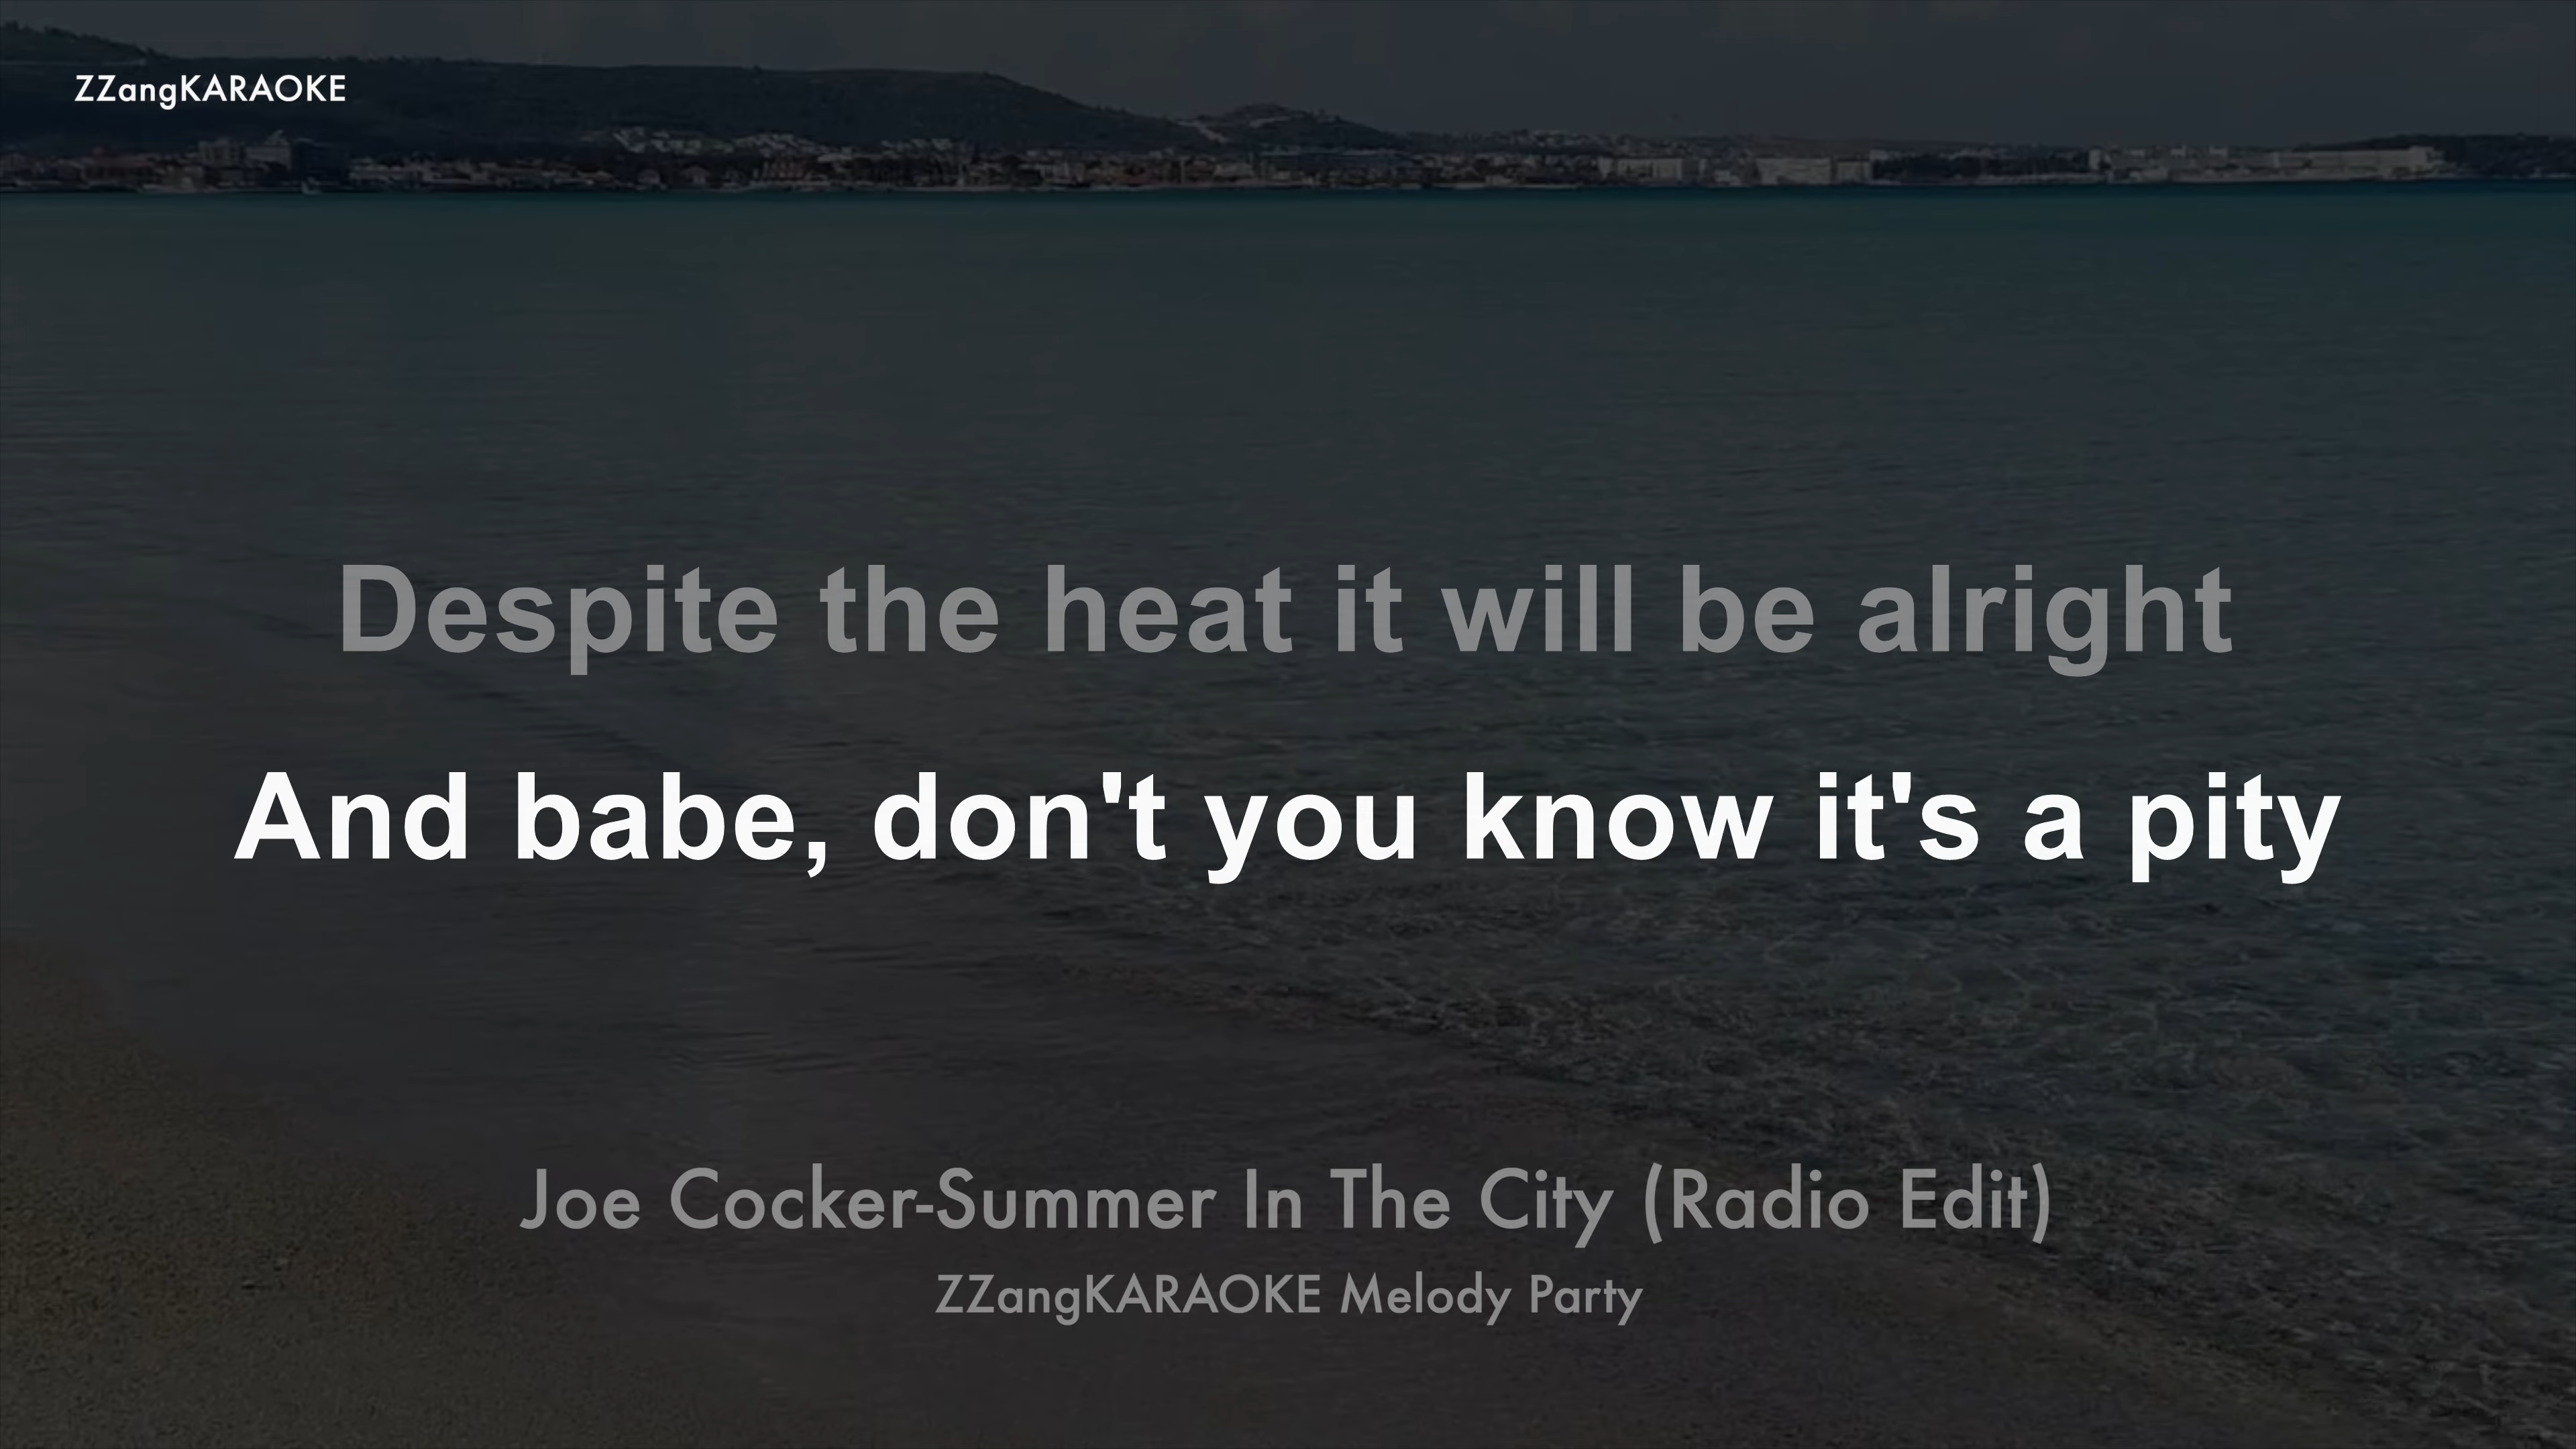 ZZangKARAOKE
Despite the heat it will be alright
And babe, don't you know it's a pity
Joe Cocker-Summer In The City (Radio Edit)
ZZangKARAOKE Melody Party